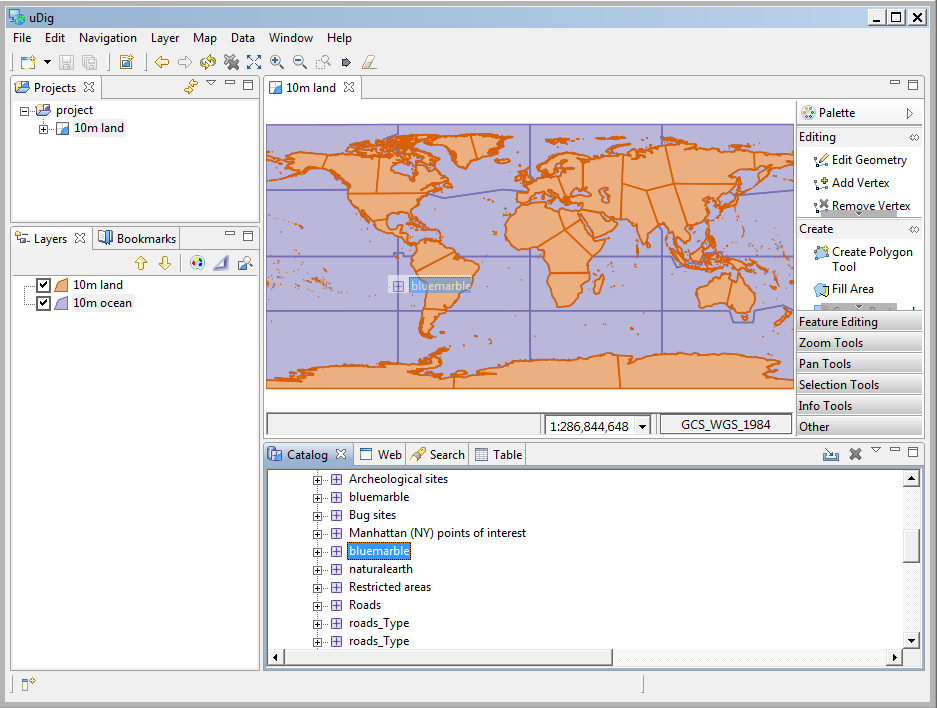 uDig
File Edit Navigation Layer Map Data Window Help
Projects
project
10m land
Layers Bookmarks
10m land
10m ocean
10m land
bluemarble
1:286,844,648 GCS_WGS_1984
Palette
Editing
Edit Geometry
Add Vertex
Remove Vertex
Create
Create Polygon
Tool
Fill Area
Feature Editing
Zoom Tools
Pan Tools
Selection Tools
Info Tools
Other
Catalog Web Search Table
Archeological sites
bluemarble
Bug sites
Manhattan (NY) points of interest
bluemarble
naturalearth
Restricted areas
Roads
roads_Type
roads_Type